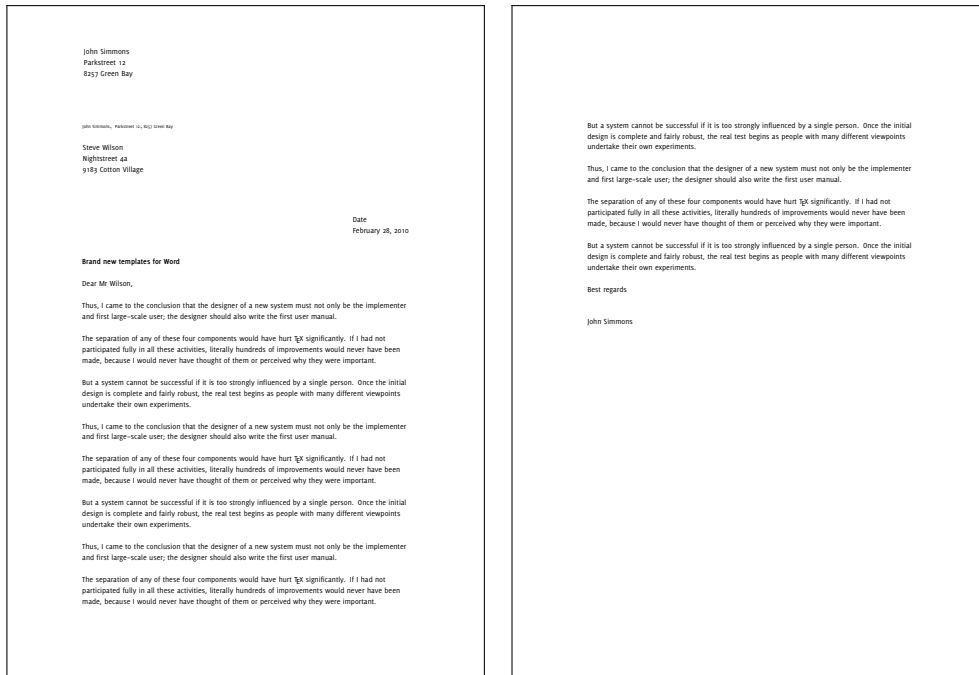 John Simmons
Parkstreet 12
8257 Green Bay
John Simmons, Parkstreet 12, 8257 Green Bay
Steve Wilson
Nightstreet 4a
9183 Cotton Village
Date
February 28, 2010
Brand new templates for Word
Dear Mr Wilson,
Thus, I came to the conclusion that the designer of a new system must not only be the implementer
and first large-scale user; the designer should also write the first user manual.
The separation of any of these four components would have hurt TEX significantly. If I had not
participated fully in all these activities, literally hundreds of improvements would never have been
made, because I would never have thought of them or perceived why they were important.
But a system cannot be successful if it is too strongly influenced by a single person. Once the initial
design is complete and fairly robust, the real test begins as people with many different viewpoints
undertake their own experiments.
Thus, I came to the conclusion that the designer of a new system must not only be the implementer
and first large-scale user; the designer should also write the first user manual.
The separation of any of these four components would have hurt TEX significantly. If I had not
participated fully in all these activities, literally hundreds of improvements would never have been
made, because I would never have thought of them or perceived why they were important.
But a system cannot be successful if it is too strongly influenced by a single person. Once the initial
design is complete and fairly robust, the real test begins as people with many different viewpoints
undertake their own experiments.
Thus, I came to the conclusion that the designer of a new system must not only be the implementer
and first large-scale user; the designer should also write the first user manual.
The separation of any of these four components would have hurt TEX significantly. If I had not
participated fully in all these activities, literally hundreds of improvements would never have been
made, because I would never have thought of them or perceived why they were important.
But a system cannot be successful if it is too strongly influenced by a single person. Once the initial
design is complete and fairly robust, the real test begins as people with many different viewpoints
undertake their own experiments.
Thus, I came to the conclusion that the designer of a new system must not only be the implementer
and first large-scale user; the designer should also write the first user manual.
The separation of any of these four components would have hurt TEX significantly. If I had not
participated fully in all these activities, literally hundreds of improvements would never have been
made, because I would never have thought of them or perceived why they were important.
But a system cannot be successful if it is too strongly influenced by a single person. Once the initial
design is complete and fairly robust, the real test begins as people with many different viewpoints
undertake their own experiments.
Best regards
John Simmons